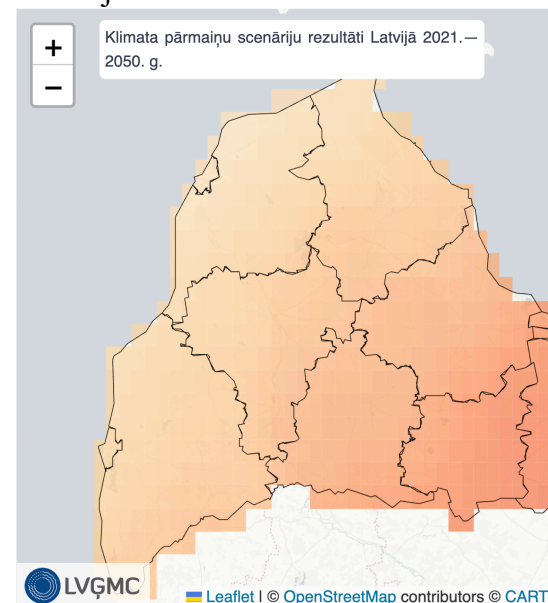 +
Klimata pārmaiņu scenāriju rezultāti Latvijā 2021.—
2050. g.
−
LVĢMC
Leaflet | © OpenStreetMap contributors © CART